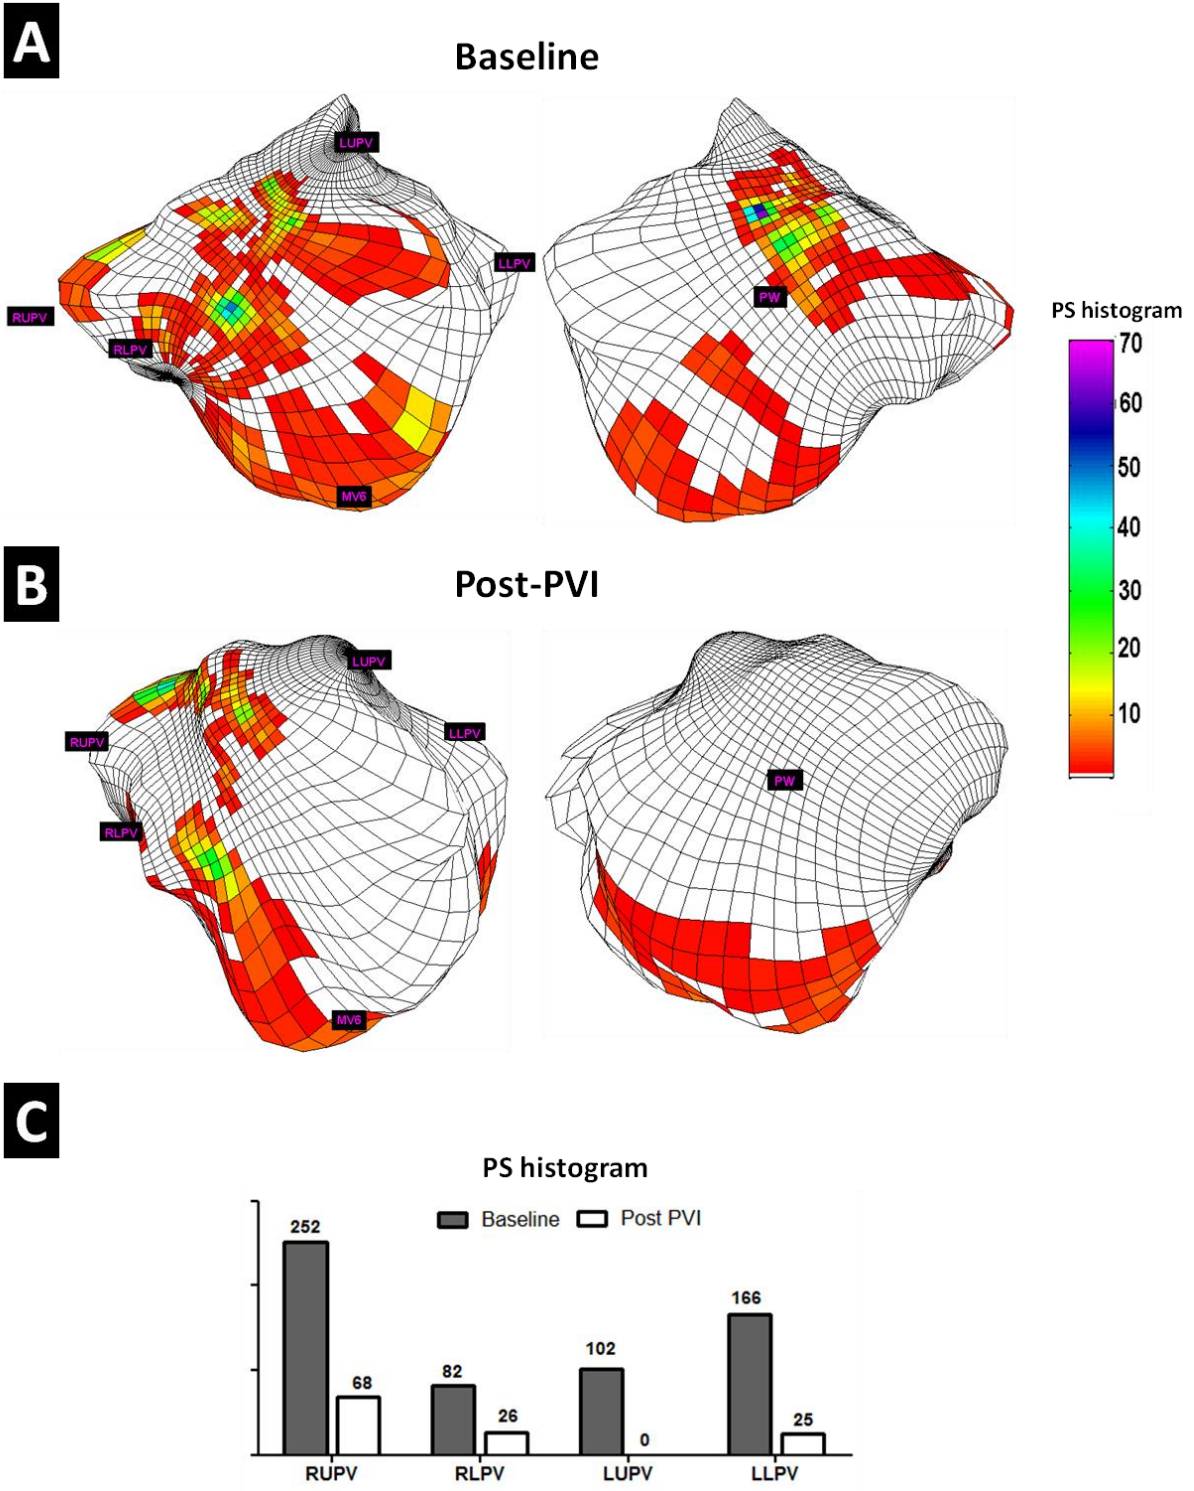 A
Baseline
LUPV
LLPV
RUPV
RLPV
MV6
PW
PS histogram
70
60
50
40
30
20
10
B
Post-PVI
LUPV
LLPV
RUPV
RLPV
MV6
PW
C
PS histogram
Baseline Post PVI
252
68
82
26
102
0
166
25
RUPV RLPV LUPV LLPV